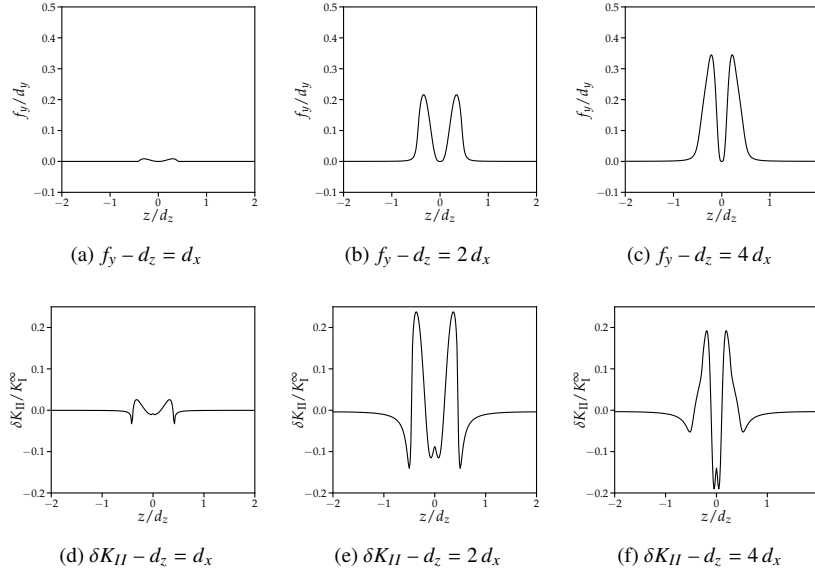 0.5
0.4
0.3
0.2
0.1
0.0
−0.1
f_y/d_y
−2 −1 0 1 2
z/d_z
(a) f_y − d_z = d_x
0.5
0.4
0.3
0.2
0.1
0.0
−0.1
f_y/d_y
−2 −1 0 1 2
z/d_z
(b) f_y − d_z = 2 d_x
0.5
0.4
0.3
0.2
0.1
0.0
−0.1
f_y/d_y
−2 −1 0 1
z/d_z
(c) f_y − d_z = 4 d_x
0.2
0.1
0.0
−0.1
−0.2
δK_II/K_I^∞
−2 −1 0 1 2
z/d_z
(d) δK_II − d_z = d_x
0.2
0.1
0.0
−0.1
−0.2
δK_II/K_I^∞
−2 −1 0 1 2
z/d_z
(e) δK_II − d_z = 2 d_x
0.2
0.1
0.0
−0.1
−0.2
δK_II/K_I^∞
−2 −1 0 1
z/d_z
(f) δK_II − d_z = 4 d_x